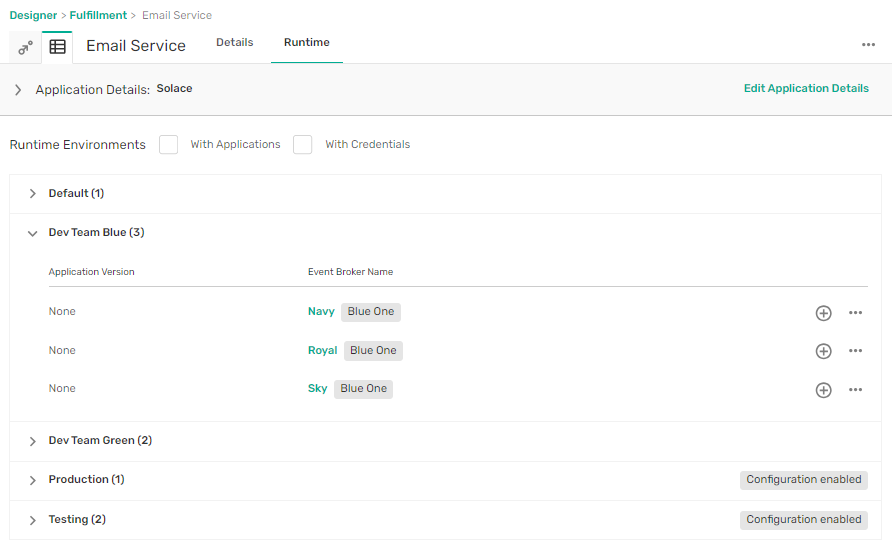 Designer > Fulfillment > Email Service
Email Service Details Runtime
Application Details: Solace Edit Application Details
Runtime Environments With Applications With Credentials
Default (1)
Dev Team Blue (3)
Application Version Event Broker Name
None Navy Blue One
None Royal Blue One
None Sky Blue One
Dev Team Green (2)
Production (1) Configuration enabled
Testing (2) Configuration enabled